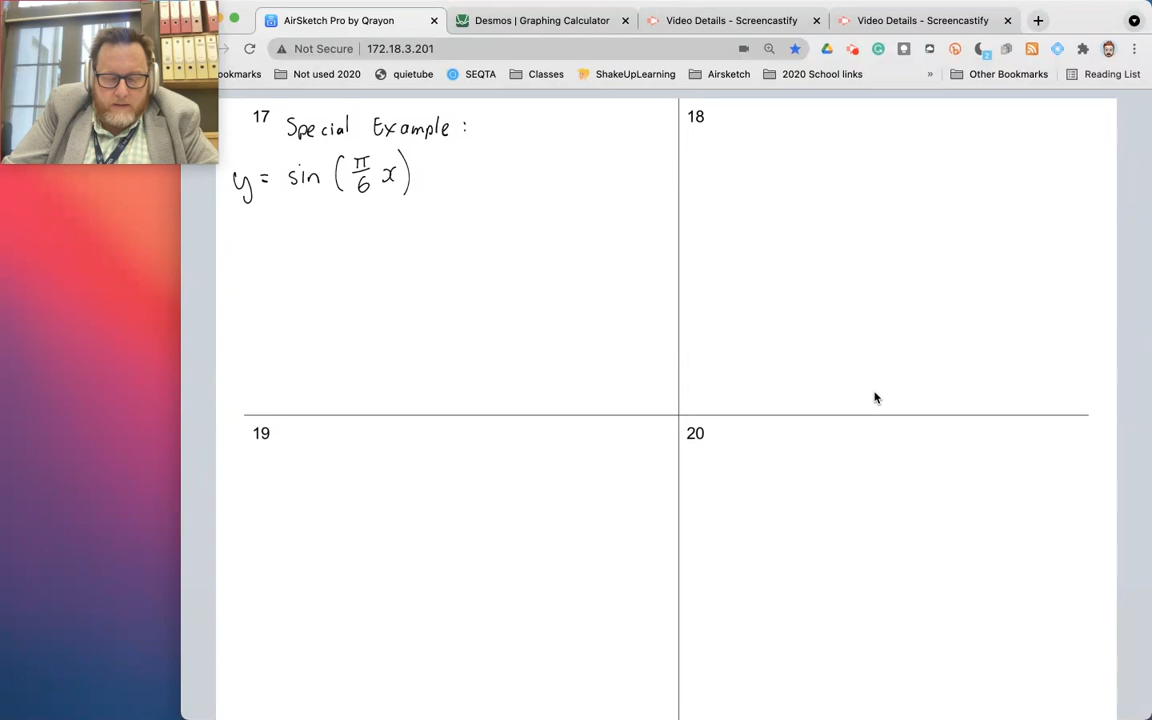 AirSketch Pro by Qrayon
Desmos | Graphing Calculator
Video Details - Screencastify
Video Details - Screencastify
Not Secure | 172.18.3.201
ookmarks
Not used 2020
quietube
SEQTA
Classes
ShakeUpLearning
Airsketch
2020 School links
»
Other Bookmarks
Reading List
17 Special Example :
y = sin (π/6 x)
18
19
20